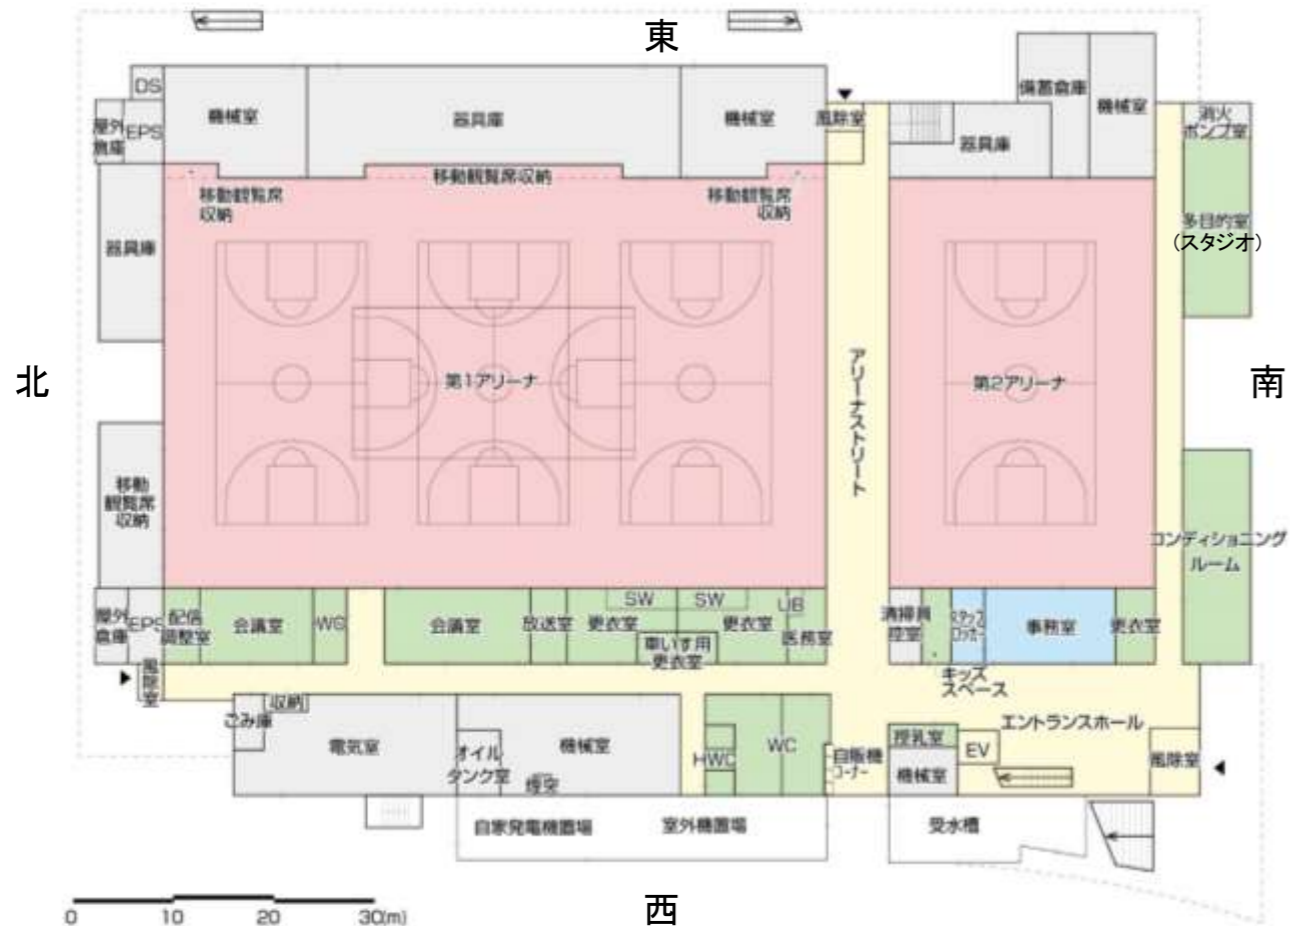 東
DS
屋外
倉庫
EPS
機械室
器具庫
機械室
風除室
器具庫
備蓄倉庫
機械室
消火
ポンプ室
移動観覧席
収納
移動観覧席収納
移動観覧席
収納
器具庫
多目的室
(スタジオ)
北
第1アリーナ
アリーナストリート
第2アリーナ
南
移動
観覧席
収納
コンディショニング
ルーム
屋外
倉庫
EPS
配信
調整室
会議室
WC
会議室
放送室
更衣室
SW
SW
車いす用
更衣室
更衣室
UB
医務室
清掃員
控室
スタッフ
ロッカー
事務室
更衣室
風除室
キッズ
スペース
ごみ庫
収納
電気室
オイル
タンク室
機械室
煙突
HWC
WC
自販機
コーナー
授乳室
機械室
EV
エントランスホール
風除室
自家発電機置場
室外機置場
受水槽
0 10 20 30(m)
西